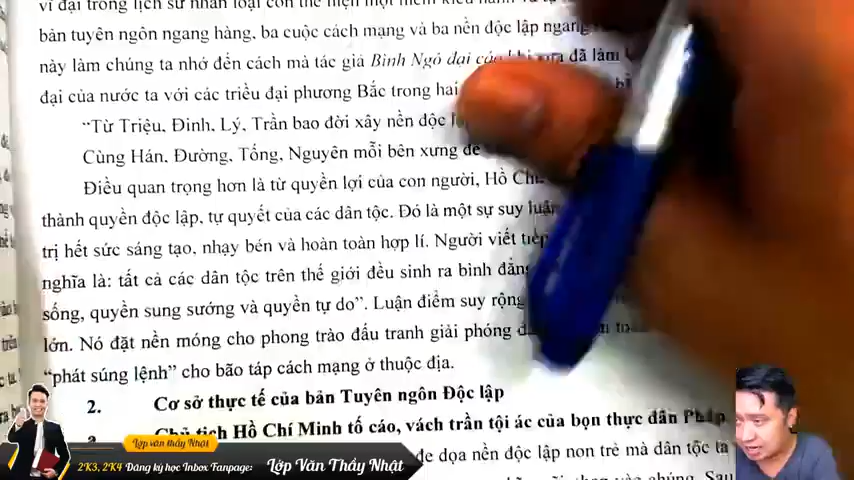 vĩ đại trong lịch sử nhân loại còn thể hiện một niềm kiêu hãnh và tự
bản tuyên ngôn ngang hàng, ba cuộc cách mạng và ba nền độc lập ngang
này làm chúng ta nhớ đến cách mà tác giả Bình Ngô đại cáo khi xưa đã làm
đại của nước ta với các triều đại phương Bắc trong hai
"Từ Triệu, Đinh, Lý, Trần bao đời xây nền độc
Cùng Hán, Đường, Tống, Nguyên mỗi bên xưng đế
Điều quan trọng hơn là từ quyền lợi của con người, Hồ
thành quyền độc lập, tự quyết của các dân tộc. Đó là một sự suy luận
trị hết sức sáng tạo, nhạy bén và hoàn toàn hợp lí. Người viết tiếp
nghĩa là: tất cả các dân tộc trên thế giới đều sinh ra bình đẳng
sống, quyền sung sướng và quyền tự do". Luận điểm suy rộng
lớn. Nó đặt nền móng cho phong trào đấu tranh giải phóng
"phát súng lệnh" cho bão táp cách mạng ở thuộc địa.
2. Cơ sở thực tế của bản Tuyên ngôn Độc lập
a. Chủ tịch Hồ Chí Minh tố cáo, vách trần tội ác của bọn thực dân Pháp
đe dọa nền độc lập non trẻ mà dân tộc ta
vào chúng. Sau
Lớp văn thầy Nhật
2K3, 2K4 Đăng ký học Inbox Fanpage: Lớp Văn Thầy Nhật